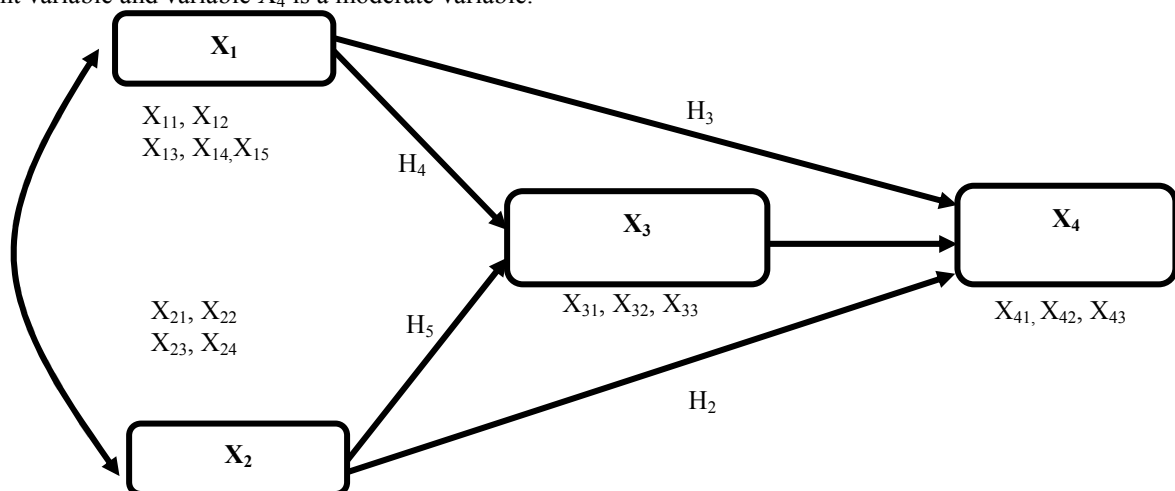 nt variable and variable X₄ is a moderate variable.
X₁
X₁₁, X₁₂
X₁₃, X₁₄,X₁₅
H₃
H₄
X₃
X₄
X₃₁, X₃₂, X₃₃
X₄₁, X₄₂, X₄₃
X₂₁, X₂₂
X₂₃, X₂₄
H₅
H₂
X₂